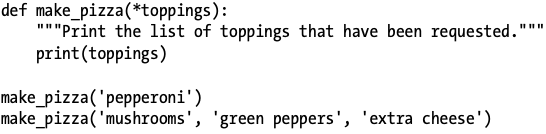 def make_pizza(*toppings):
    """Print the list of toppings that have been requested."""
    print(toppings)
make_pizza('pepperoni')
make_pizza('mushrooms', 'green peppers', 'extra cheese')